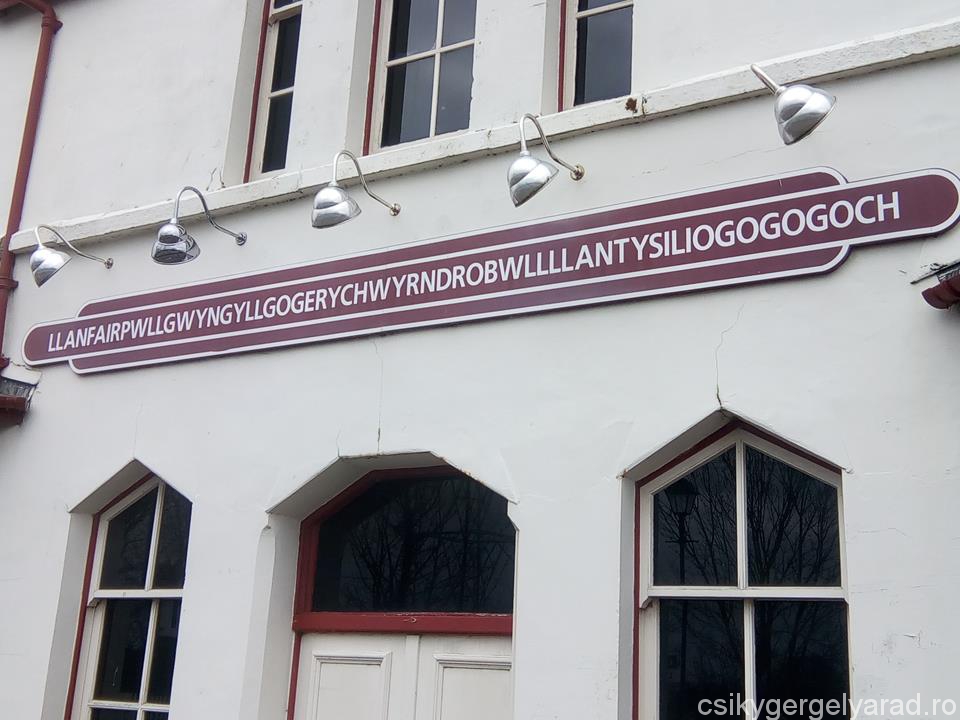 LLANFAIRPWLLGWYNGYLLGOGERYCHWYRNDROBWLLLLANTYSILIOGOGOGOCH
csikygergelyarad.ro